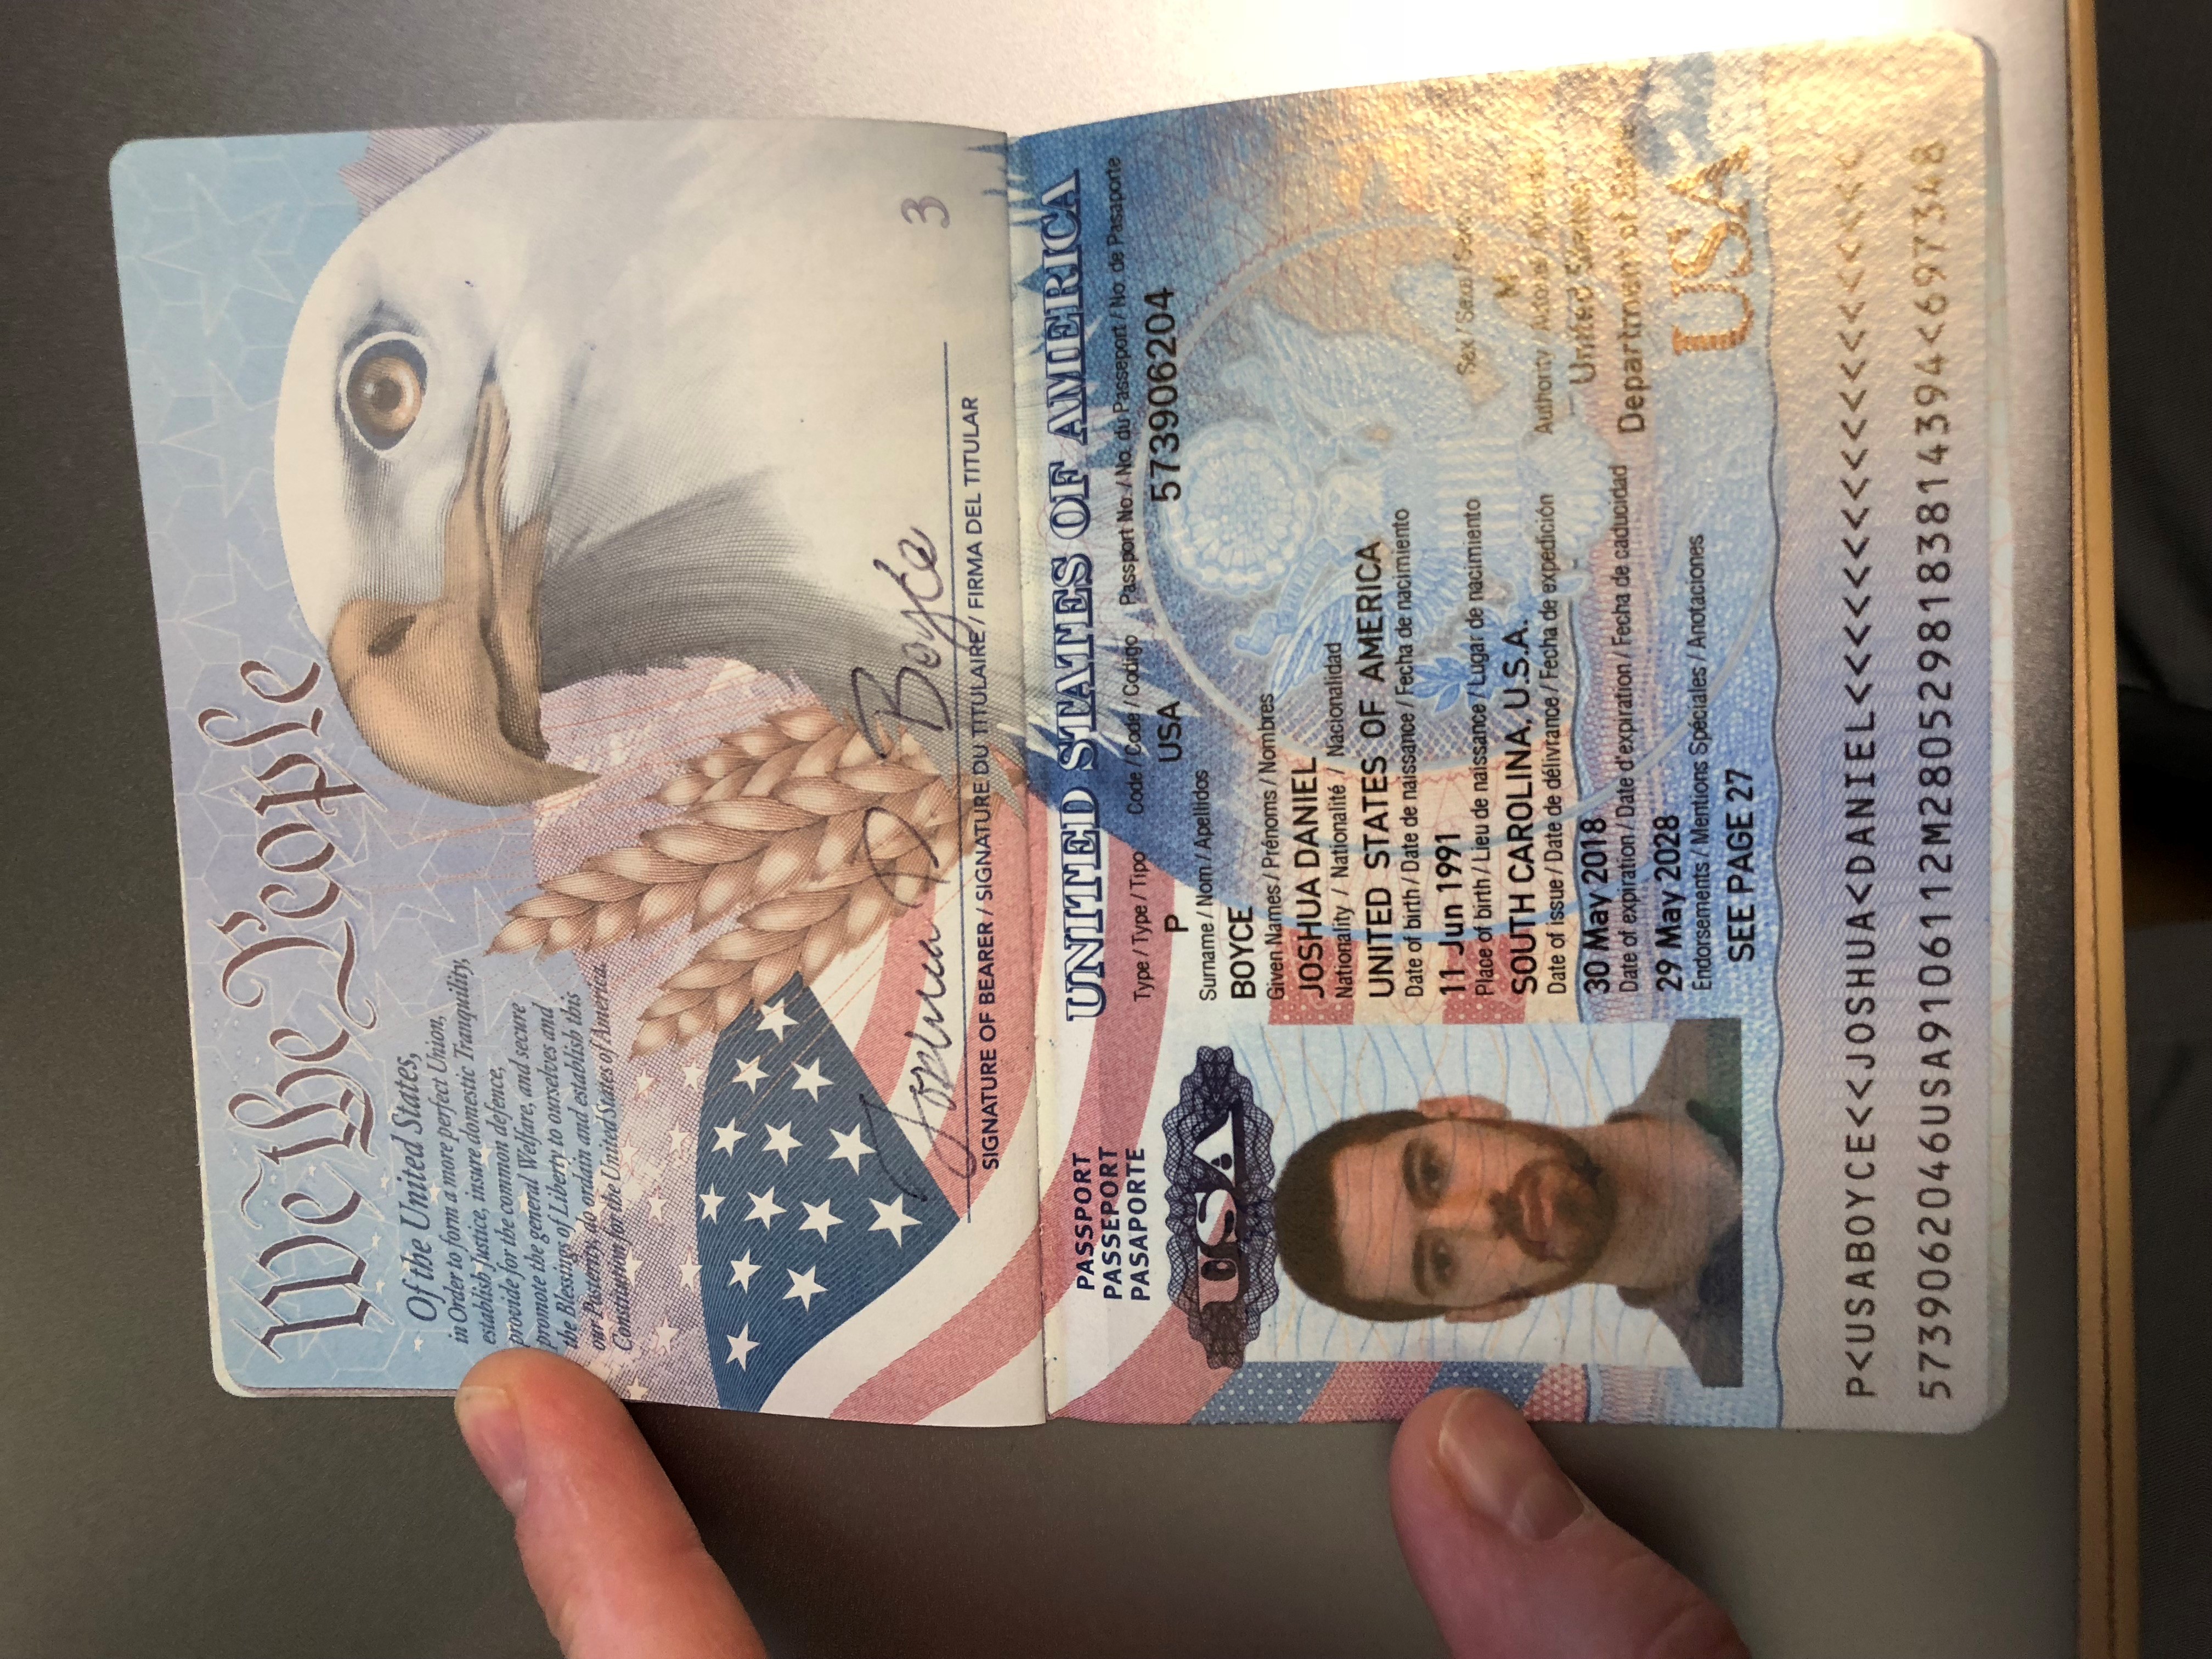 We the People
Of the United States,
in Order to form a more perfect Union,
establish Justice, insure domestic Tranquility,
provide for the common defence,
promote the general Welfare, and secure
the Blessings of Liberty to ourselves and
our Posterity, do ordain and establish this
Constitution for the United States of America.
Joshua D Boyce
3
SIGNATURE OF BEARER / SIGNATURE DU TITULAIRE / FIRMA DEL TITULAR
PASSPORT
PASSEPORT
PASAPORTE
USA
UNITED STATES OF AMERICA
Type / Type / Tipo Code / Code / Codigo Passport No. / No. du Passeport / No. de Pasaporte
P USA 573906204
Surname / Nom / Apellidos
BOYCE
Given Names / Prénoms / Nombres
JOSHUA DANIEL
Nationality / Nationalité / Nacionalidad
UNITED STATES OF AMERICA
Date of birth / Date de naissance / Fecha de nacimiento
11 Jun 1991
Place of birth / Lieu de naissance / Lugar de nacimiento Sex / Sexe /
SOUTH CAROLINA, U.S.A. M
Date of issue / Date de délivrance / Fecha de expedición Authority /
30 May 2018 United States
Date of expiration / Date d'expiration / Fecha de caducidad Department of State
29 May 2028
Endorsements / Mentions Spéciales / Anotaciones USA
SEE PAGE 27
P<USABOYCE<<JOSHUA<DANIEL<<<<<<<<<<<<<<<<<<<
5739062046USA9106112M2805298183814394<697348